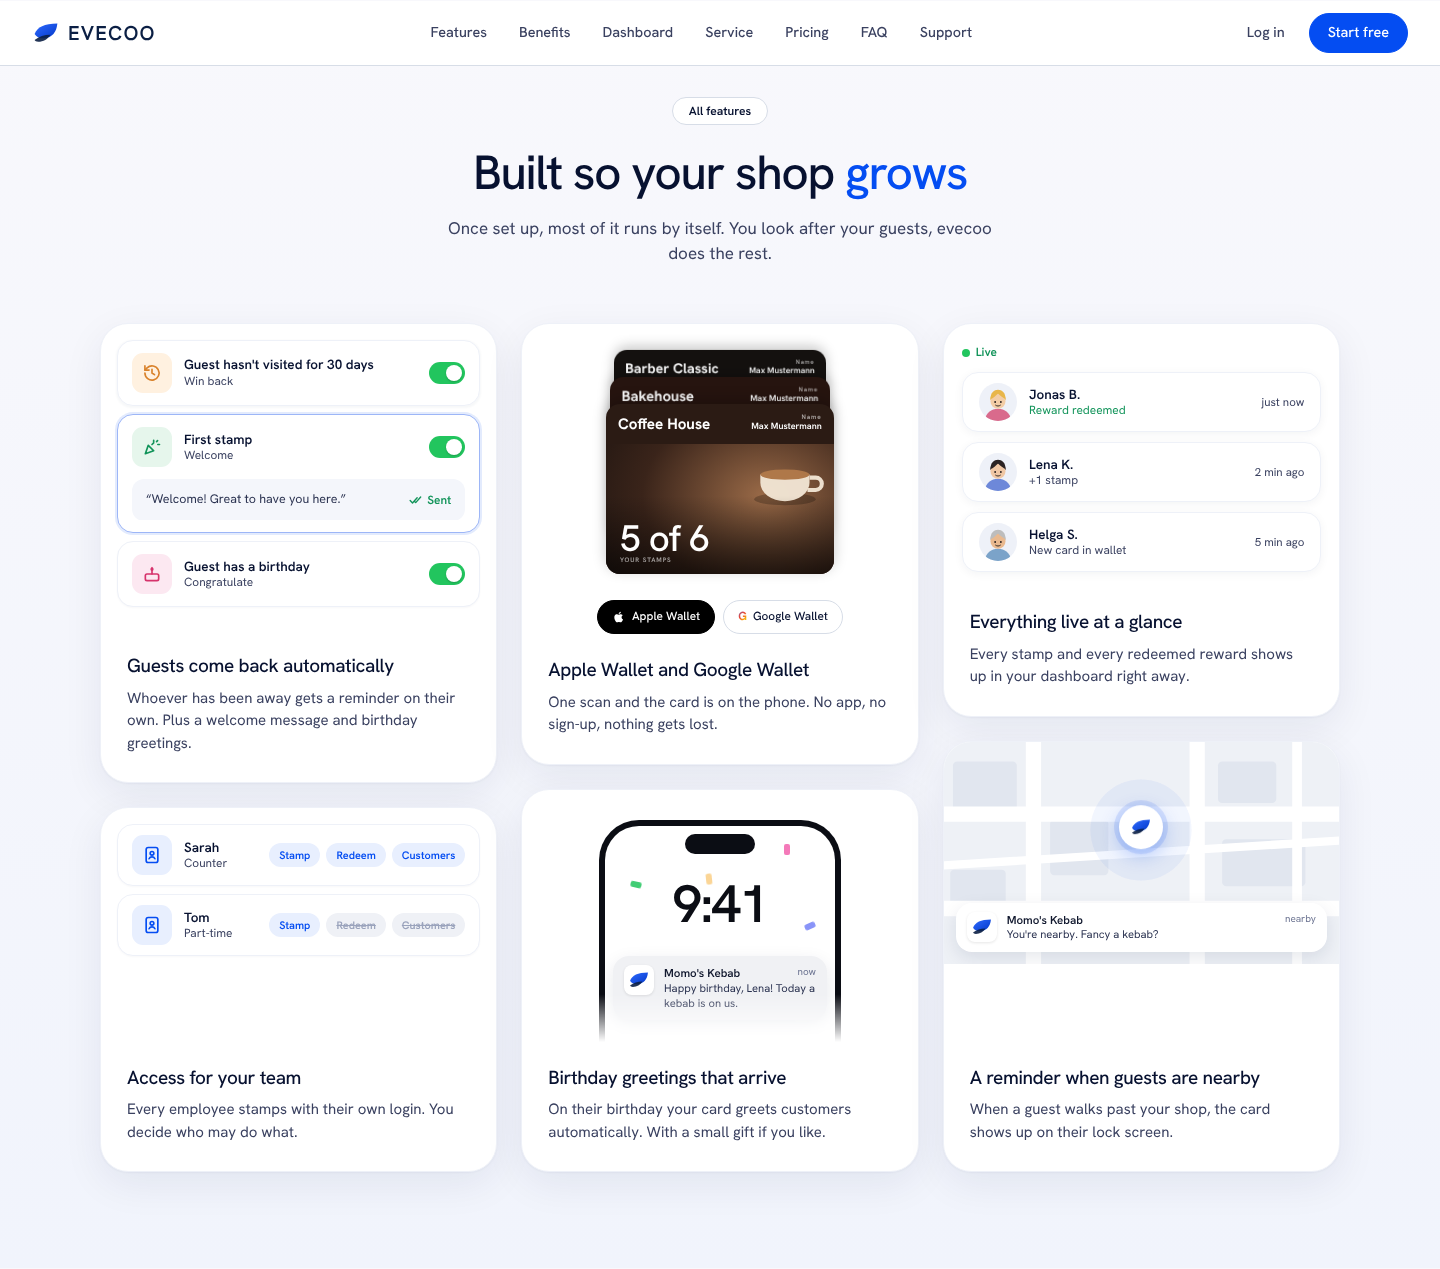 EVECOO
Features
Benefits
Dashboard
Service
Pricing
FAQ
Support
Log in
Start free
All features
Built so your shop grows
Once set up, most of it runs by itself. You look after your guests, evecoo
does the rest.
Guest hasn't visited for 30 days
Win back
First stamp
Welcome
“Welcome! Great to have you here.”
Sent
Guest has a birthday
Congratulate
Guests come back automatically
Whoever has been away gets a reminder on their
own. Plus a welcome message and birthday
greetings.
Barber Classic
Name
Max Mustermann
Bakehouse
Name
Max Mustermann
Coffee House
Name
Max Mustermann
5 of 6
YOUR STAMPS
Apple Wallet
G Google Wallet
Apple Wallet and Google Wallet
One scan and the card is on the phone. No app, no
sign-up, nothing gets lost.
Live
Jonas B.
Reward redeemed
just now
Lena K.
+1 stamp
2 min ago
Helga S.
New card in wallet
5 min ago
Everything live at a glance
Every stamp and every redeemed reward shows
up in your dashboard right away.
Sarah
Counter
Stamp
Redeem
Customers
Tom
Part-time
Stamp
Redeem
Customers
Access for your team
Every employee stamps with their own login. You
decide who may do what.
9:41
Momo's Kebab
now
Happy birthday, Lena! Today a
kebab is on us.
Birthday greetings that arrive
On their birthday your card greets customers
automatically. With a small gift if you like.
Momo's Kebab
nearby
You're nearby. Fancy a kebab?
A reminder when guests are nearby
When a guest walks past your shop, the card
shows up on their lock screen.